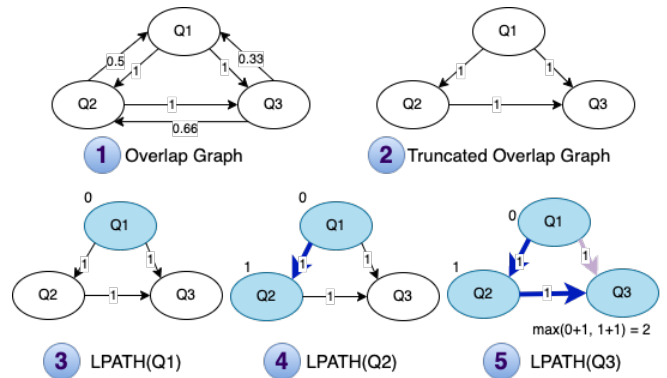 Q1
0.5
1
1
0.33
Q2
1
Q3
0.66
1 Overlap Graph
Q1
1
1
Q2
1
Q3
2 Truncated Overlap Graph
0
Q1
1
1
Q2
1
Q3
3 LPATH(Q1)
0
Q1
1
1
1
Q2
1
Q3
4 LPATH(Q2)
0
Q1
1
1
1
Q2
1
Q3
max(0+1, 1+1) = 2
5 LPATH(Q3)